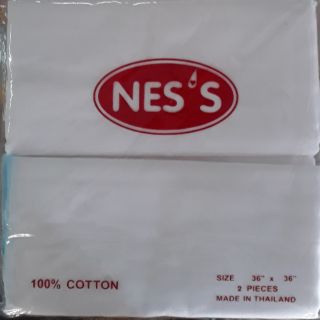 NES'S
100% COTTON
SIZE 36" x 36"
2 PIECES
MADE IN THAILAND